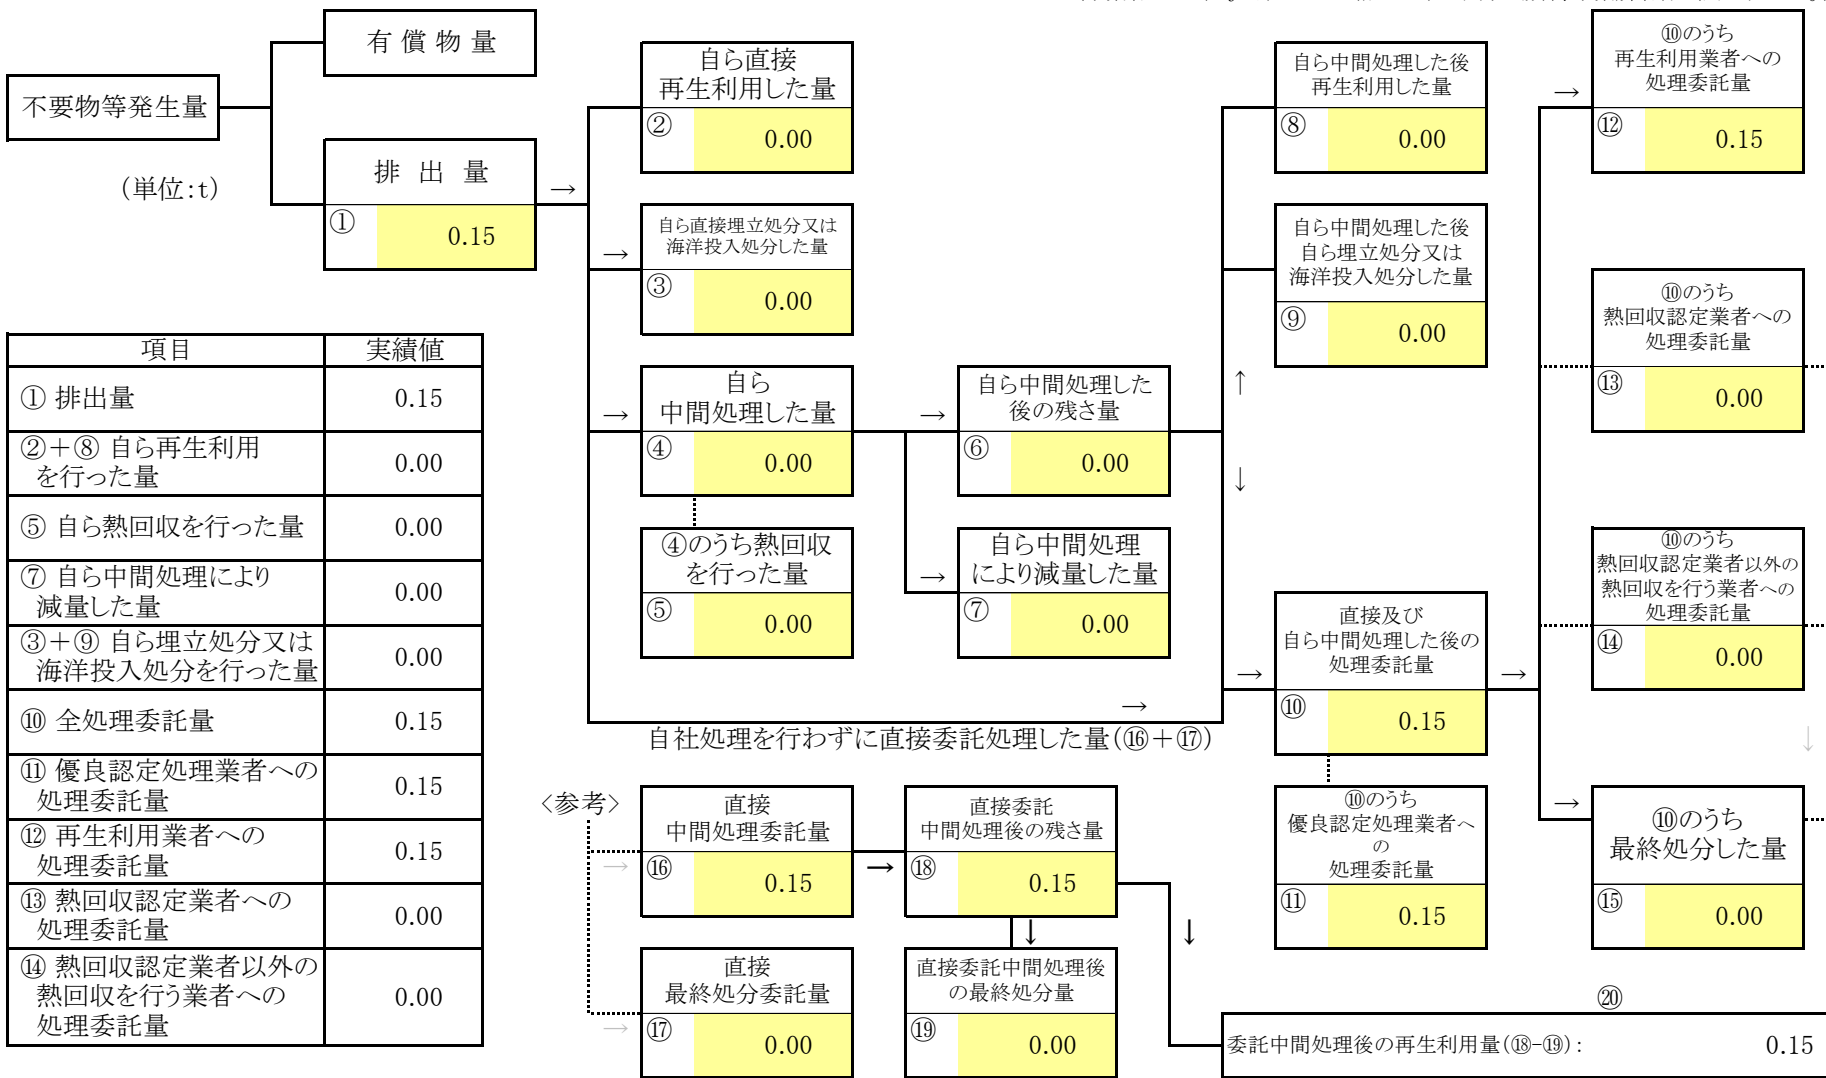 有 償 物 量
不要物等発生量
(単位:t)
排 出 量
→
① 0.15
自ら直接
再生利用した量
② 0.00
自ら直接埋立処分又は
海洋投入処分した量
→
③ 0.00
自ら
中間処理した量
→
④ 0.00
④のうち熱回収
を行った量
⑤ 0.00
→
自ら中間処理した
後の残さ量
⑥ 0.00
→
自ら中間処理
により減量した量
⑦ 0.00
自ら中間処理した後
再生利用した量
⑧ 0.00
自ら中間処理した後
自ら埋立処分又は
海洋投入処分した量
⑨ 0.00
↑
↓
→
自社処理を行わずに直接委託処理した量(⑯+⑰)
→
直接及び
自ら中間処理した後の
処理委託量
⑩ 0.15
→
⑩のうち
優良認定処理業者へ
の
処理委託量
⑪ 0.15
→
⑩のうち
再生利用業者への
処理委託量
⑫ 0.15
⑩のうち
熱回収認定業者への
処理委託量
⑬ 0.00
⑩のうち
熱回収認定業者以外の
熱回収を行う業者への
処理委託量
⑭ 0.00
↓
→
⑩のうち
最終処分した量
⑮ 0.00
項目 実績値
① 排出量 0.15
②+⑧ 自ら再生利用
を行った量 0.00
⑤ 自ら熱回収を行った量 0.00
⑦ 自ら中間処理により
減量した量 0.00
③+⑨ 自ら埋立処分又は
海洋投入処分を行った量 0.00
⑩ 全処理委託量 0.15
⑪ 優良認定処理業者への
処理委託量 0.15
⑫ 再生利用業者への
処理委託量 0.15
⑬ 熱回収認定業者への
処理委託量 0.00
⑭ 熱回収認定業者以外の
熱回収を行う業者への
処理委託量 0.00
<参考>
直接
中間処理委託量
→
⑯ 0.15
→
直接委託
中間処理後の残さ量
⑱ 0.15
↓
↓
直接
最終処分委託量
→
⑰ 0.00
直接委託中間処理後
の最終処分量
⑲ 0.00
⑳
委託中間処理後の再生利用量(⑱-⑲): 0.15